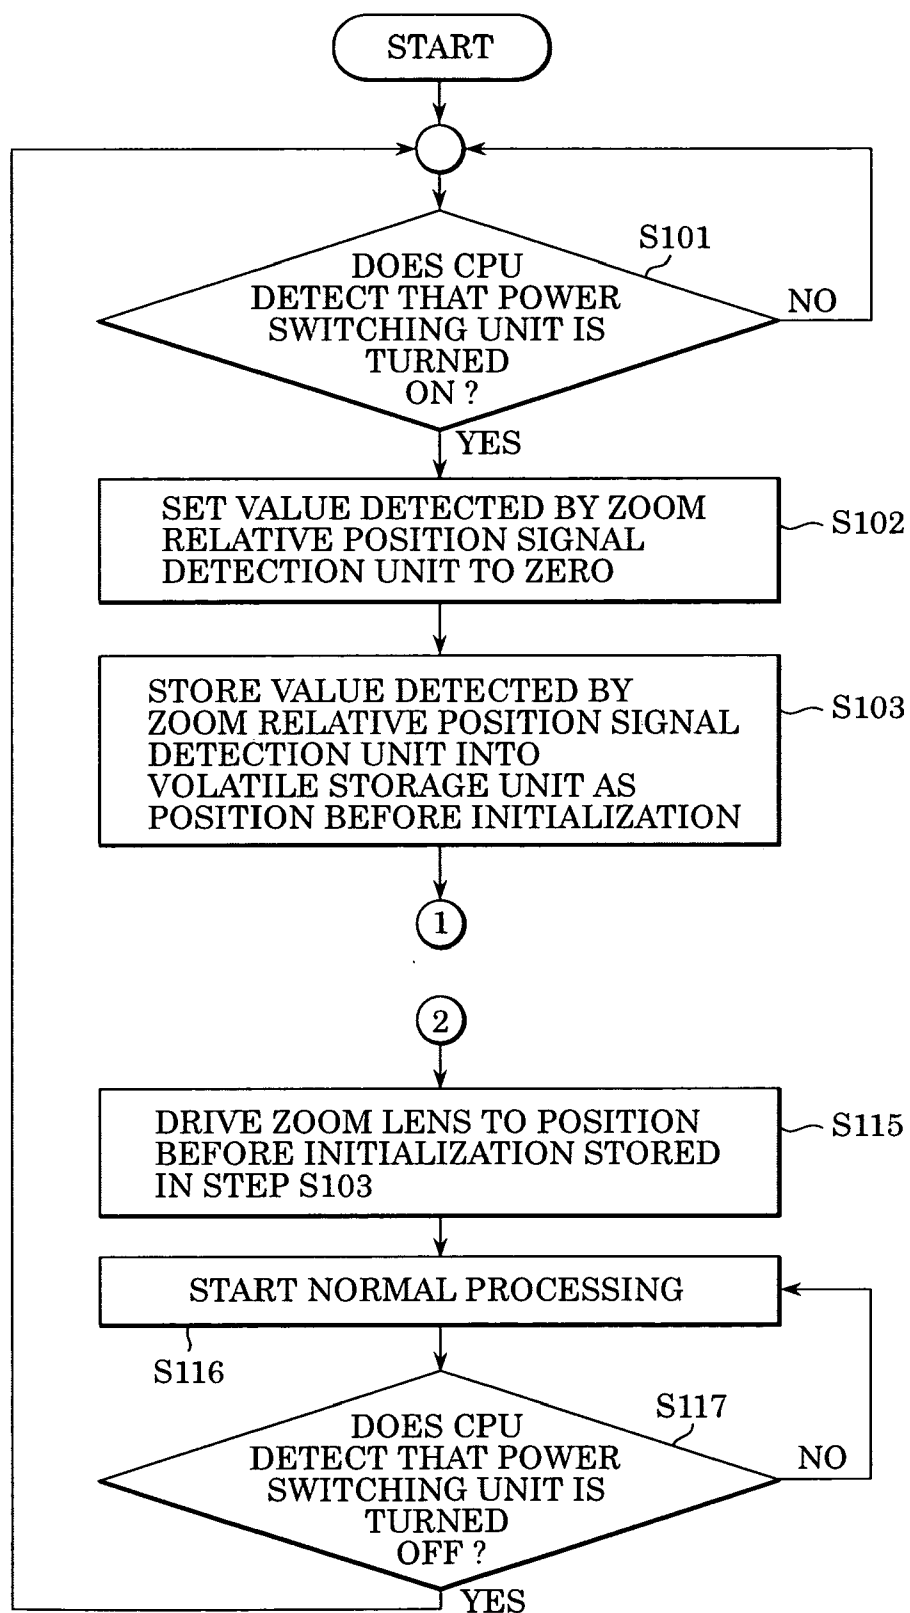 START
S101
DOES CPU
DETECT THAT POWER
SWITCHING UNIT IS
TURNED
ON ?
NO
YES
SET VALUE DETECTED BY ZOOM
RELATIVE POSITION SIGNAL
DETECTION UNIT TO ZERO
S102
STORE VALUE DETECTED BY
ZOOM RELATIVE POSITION SIGNAL
DETECTION UNIT INTO
VOLATILE STORAGE UNIT AS
POSITION BEFORE INITIALIZATION
S103
1
2
DRIVE ZOOM LENS TO POSITION
BEFORE INITIALIZATION STORED
IN STEP S103
S115
START NORMAL PROCESSING
S116
S117
DOES CPU
DETECT THAT POWER
SWITCHING UNIT IS
TURNED
OFF ?
NO
YES